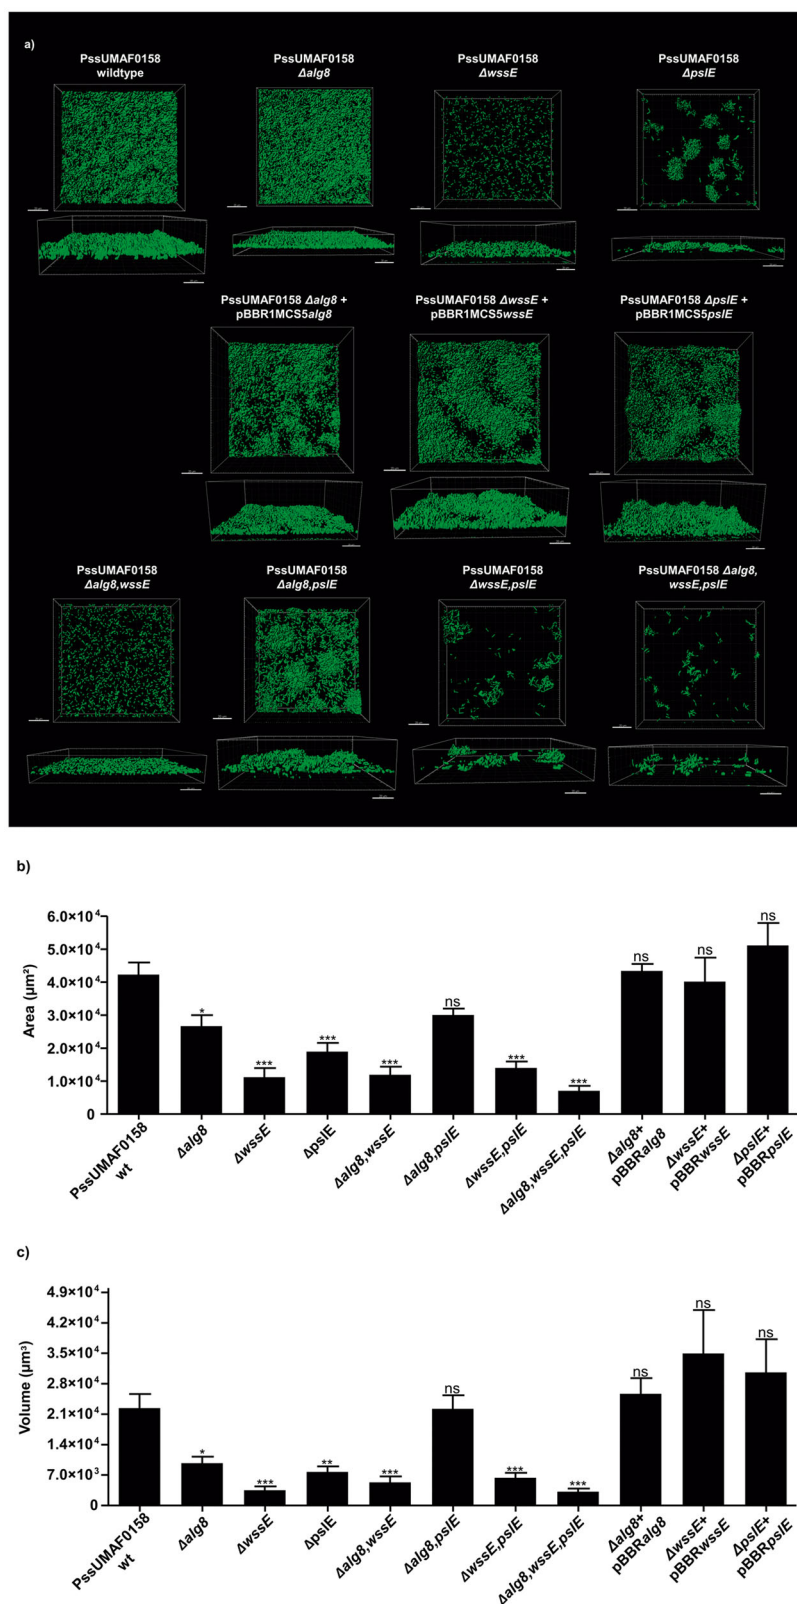 a)
PssUMAF0158
wildtype
PssUMAF0158
Δalg8
PssUMAF0158
ΔwssE
PssUMAF0158
ΔpslE
PssUMAF0158 Δalg8 +
pBBR1MCS5alg8
PssUMAF0158 ΔwssE +
pBBR1MCS5wssE
PssUMAF0158 ΔpslE +
pBBR1MCS5pslE
PssUMAF0158
Δalg8,wssE
PssUMAF0158
Δalg8,pslE
PssUMAF0158
ΔwssE,pslE
PssUMAF0158 Δalg8,
wssE,pslE
b)
Area (µm²)
6.0×10⁴
5.0×10⁴
4.0×10⁴
3.0×10⁴
2.0×10⁴
1.0×10⁴
0
*
***
***
***
ns
***
***
ns
ns
ns
PssUMAF0158
wt
Δalg8
ΔwssE
ΔpslE
Δalg8,wssE
Δalg8,pslE
ΔwssE,pslE
Δalg8,wssE,pslE
Δalg8+
pBBRalg8
ΔwssE+
pBBRwssE
ΔpslE+
pBBRpslE
c)
Volume (µm³)
4.9×10⁴
4.2×10⁴
3.5×10⁴
2.8×10⁴
2.1×10⁴
1.4×10⁴
7.0×10³
0
*
***
**
***
ns
***
***
ns
ns
ns
PssUMAF0158
wt
Δalg8
ΔwssE
ΔpslE
Δalg8,wssE
Δalg8,pslE
ΔwssE,pslE
Δalg8,wssE,pslE
Δalg8+
pBBRalg8
ΔwssE+
pBBRwssE
ΔpslE+
pBBRpslE